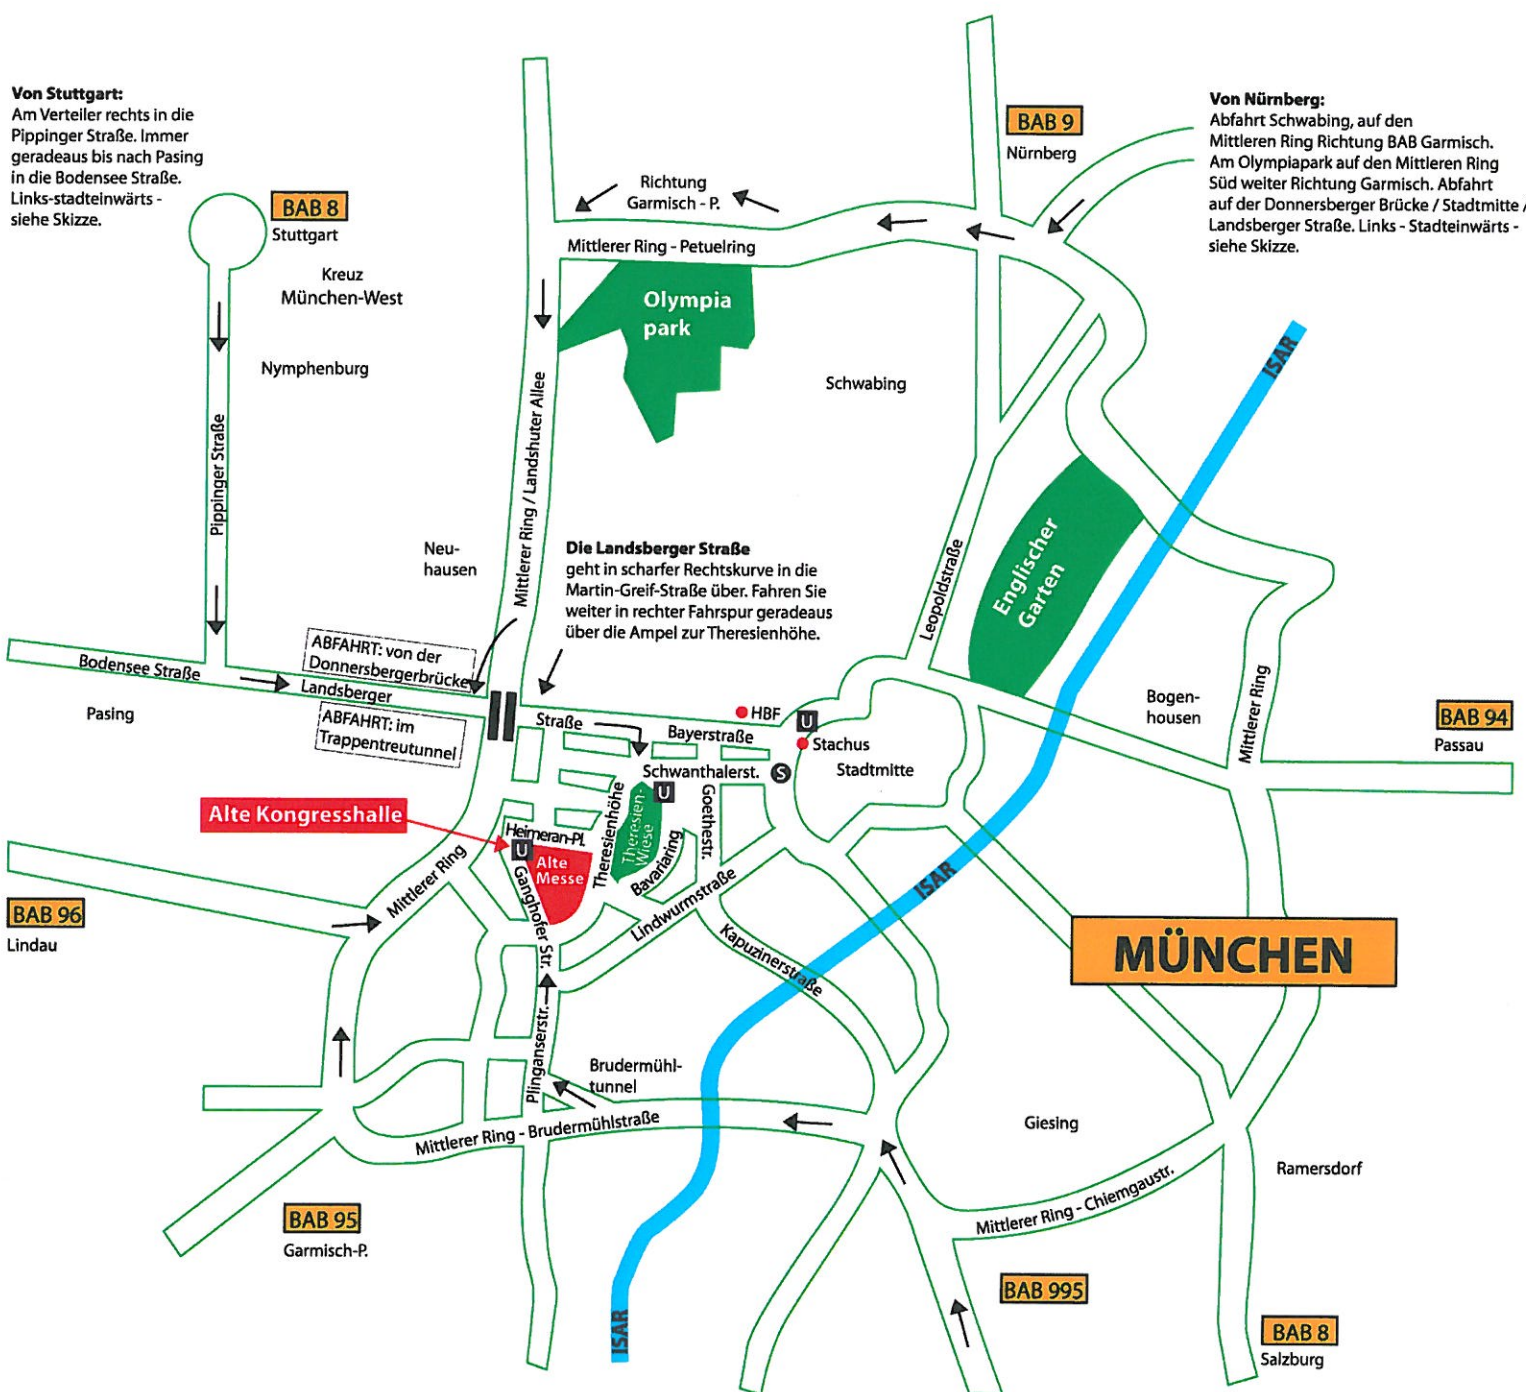 Von Stuttgart:
Am Verteiler rechts in die
Pippinger Straße. Immer
geradeaus bis nach Pasing
in die Bodensee Straße.
Links-stadteinwärts -
siehe Skizze.
BAB 8
Stuttgart
Kreuz
München-West
Nymphenburg
Pippinger Straße
Richtung
Garmisch - P.
Mittlerer Ring - Petuelring
BAB 9
Nürnberg
Von Nürnberg:
Abfahrt Schwabing, auf den
Mittleren Ring Richtung BAB Garmisch.
Am Olympiapark auf den Mittleren Ring
Süd weiter Richtung Garmisch. Abfahrt
auf der Donnersberger Brücke / Stadtmitte /
Landsberger Straße. Links - Stadteinwärts -
siehe Skizze.
Olympia
park
Schwabing
ISAR
Mittlerer Ring / Landshuter Allee
Neu-
hausen
Die Landsberger Straße
geht in scharfer Rechtskurve in die
Martin-Greif-Straße über. Fahren Sie
weiter in rechter Fahrspur geradeaus
über die Ampel zur Theresienhöhe.
Leopoldstraße
Englischer
Garten
Bodensee Straße
ABFAHRT: von der
Donnersbergerbrücke
Landsberger
ABFAHRT: im
Trappentreutunnel
Pasing
Straße
HBF
U
Bayerstraße
Stachus
Stadtmitte
Schwanthalerst.
S
Bogen-
hausen
Mittlerer Ring
BAB 94
Passau
Alte Kongresshalle
Heimeran-Pl.
U
Alte
Messe
Theresienhöhe
U
Theresien-
Wiese
Bavariaring
Goethestr.
Lindwurmstraße
Ganghofer Str.
Mittlerer Ring
BAB 96
Lindau
ISAR
MÜNCHEN
Kapuzinerstraße
Plinganserstr.
Brudermühl-
tunnel
Mittlerer Ring - Brudermühlstraße
Giesing
Ramersdorf
Mittlerer Ring - Chiemgaustr.
BAB 95
Garmisch-P.
BAB 995
ISAR
BAB 8
Salzburg